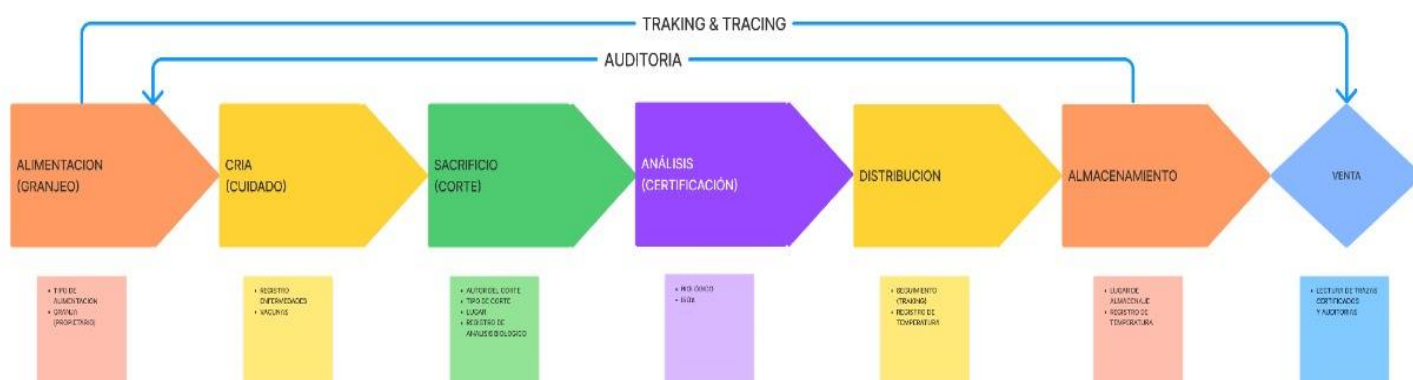 TRAKING & TRACING
AUDITORIA
ALIMENTACION
(GRANJEO)
CRIA
(CUIDADO)
SACRIFICIO
(CORTE)
ANÁLISIS
(CERTIFICACIÓN)
DISTRIBUCION
ALMACENAMIENTO
VENTA
• TIPO DE
ALIMENTACION
• GRANJA
(PROPIETARIO)
• REGISTRO
ENFERMEDADES
• VACUNAS
• AUTOR DEL CORTE
• TIPO DE CORTE
• LUGAR
• REGISTRO DE
ANALISIS BIOLOGICO
• BIOLÓGICO
• SEGUIMIENTO
(TRAKING)
• REGISTRO DE
TEMPERATURA
• LUGAR DE
ALMACENAJE
• REGISTRO DE
TEMPERATURA
• LECTURA DE TRAZAS
CERTIFICADOS
Y AUDITORIAS